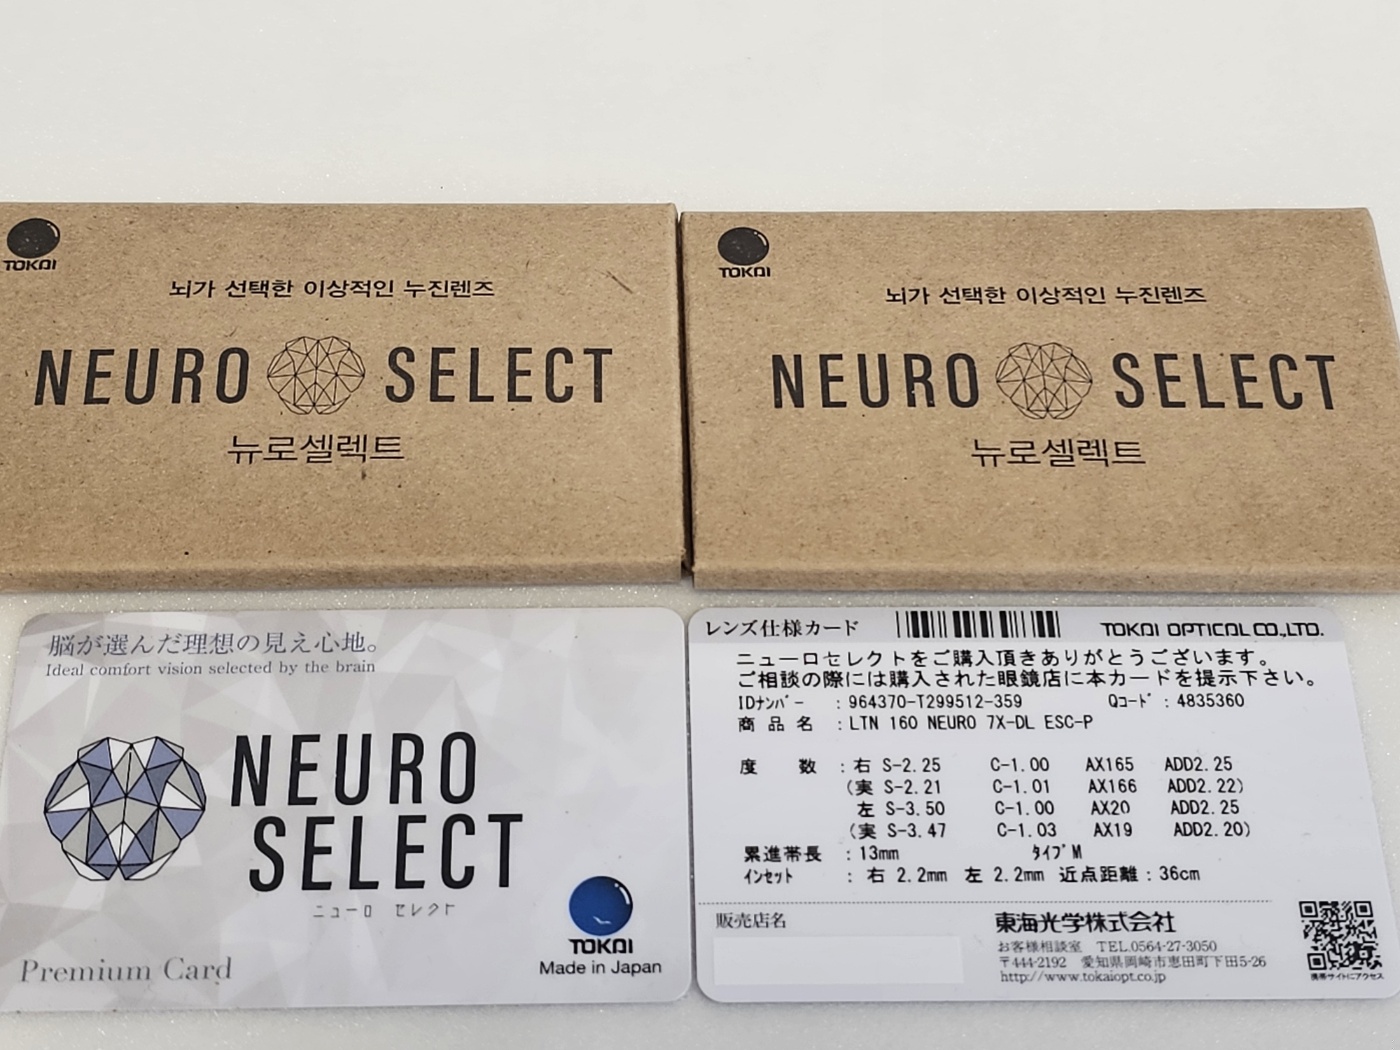 TOKAI
뇌가 선택한 이상적인 누진렌즈
NEURO SELECT
뉴로셀렉트
TOKAI
뇌가 선택한 이상적인 누진렌즈
NEURO SELECT
뉴로셀렉트
脳が選んだ理想の見え心地。
Ideal comfort vision selected by the brain
NEURO
SELECT
ニューロ セレクト
TOKAI
Made in Japan
Premium Card
レンズ仕様カード TOKAI OPTICAL CO.,LTD.
ニューロセレクトをご購入頂きありがとうございます。
ご相談の際には購入された眼鏡店に本カードを提示下さい。
IDﾅﾝﾊﾞｰ : 964370-T299512-359 Qｺｰﾄﾞ : 4835360
商品名 : LTN 160 NEURO 7X-DL ESC-P
度数 : 右 S-2.25 C-1.00 AX165 ADD2.25
(実 S-2.21 C-1.01 AX166 ADD2.22)
左 S-3.50 C-1.00 AX20 ADD2.25
(実 S-3.47 C-1.03 AX19 ADD2.20)
累進帯長 : 13mm ﾀｲﾌﾟM
ｲﾝｾｯﾄ : 右 2.2mm 左 2.2mm 近点距離 : 36cm
販売店名
東海光学株式会社
お客様相談室 TEL.0564-27-3050
〒444-2192 愛知県岡崎市恵田町下田5-26
http://www.tokaiopt.co.jp
携帯サイトにアクセス